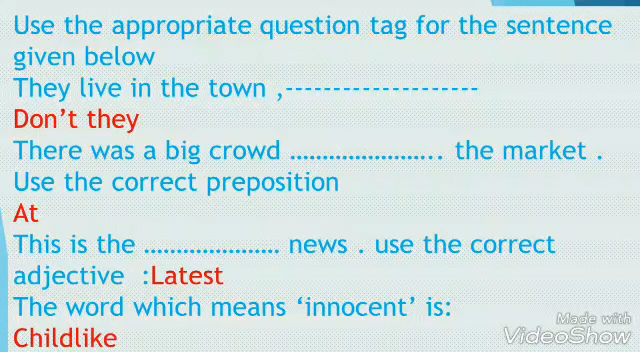 Use the appropriate question tag for the sentence
given below
They live in the town ,--------------------
Don’t they
There was a big crowd …………………….. the market .
Use the correct preposition
At
This is the ………………… news . use the correct
adjective :Latest
The word which means ‘innocent’ is:
Childlike
Made with
VideoShow